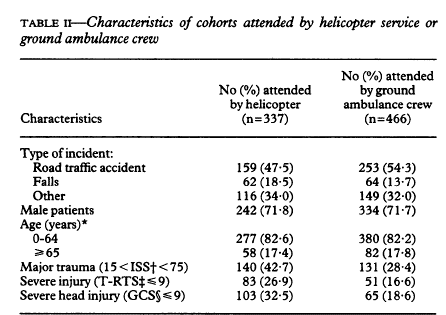 TABLE II—Characteristics of cohorts attended by helicopter service or
ground ambulance crew
No (%) attended
No (%) attended by ground
by helicopter ambulance crew
Characteristics (n=337) (n=466)
Type of incident:
Road traffic accident 159 (47·5) 253 (54·3)
Falls 62 (18·5) 64 (13·7)
Other 116 (34·0) 149 (32·0)
Male patients 242 (71·8) 334 (71·7)
Age (years)*
0-64 277 (82·6) 380 (82·2)
≥65 58 (17·4) 82 (17·8)
Major trauma (15<ISS†<75) 140 (42·7) 131 (28·4)
Severe injury (T-RTS‡≤9) 83 (26·9) 51 (16·6)
Severe head injury (GCS§≤9) 103 (32·5) 65 (18·6)